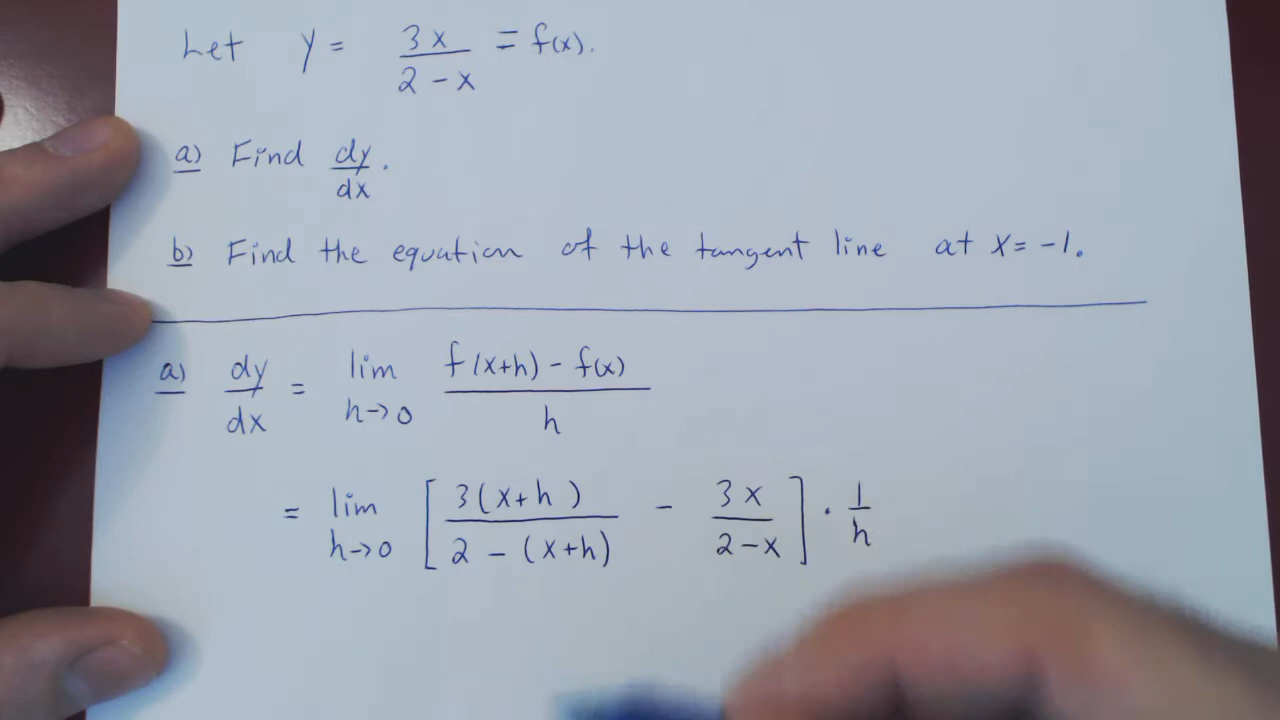 Let y = 3x / 2 - x = f(x).
a) Find dy/dx.
b) Find the equation of the tangent line at x = -1.
a) dy/dx = lim h→0 f(x+h) - f(x) / h
= lim h→0 [ 3(x+h) / 2 - (x+h) - 3x / 2-x ] · 1/h